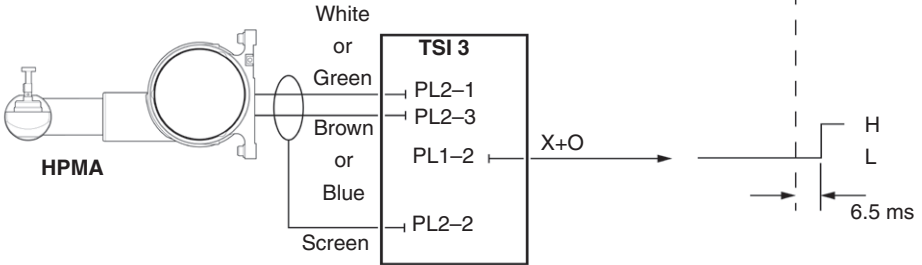 White
or
Green
TSI 3
PL2–1
PL2–3
Brown
or
Blue
PL1–2
X+O
H
L
HPMA
6.5 ms
PL2–2
Screen